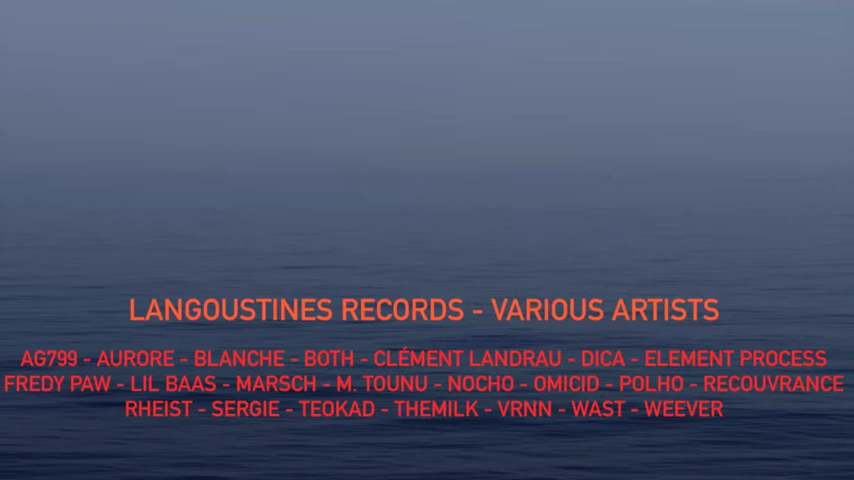 LANGOUSTINES RECORDS - VARIOUS ARTISTS
AG799 - AURORE - BLANCHE - BOTH - CLÉMENT LANDRAU - DICA - ELEMENT PROCESS
FREDY PAW - LIL BAAS - MARSCH - M. TOUNU - NOCHO - OMICID - POLHO - RECOUVRANCE
RHEIST - SERGIE - TEOKAD - THEMILK - VRNN - WAST - WEEVER